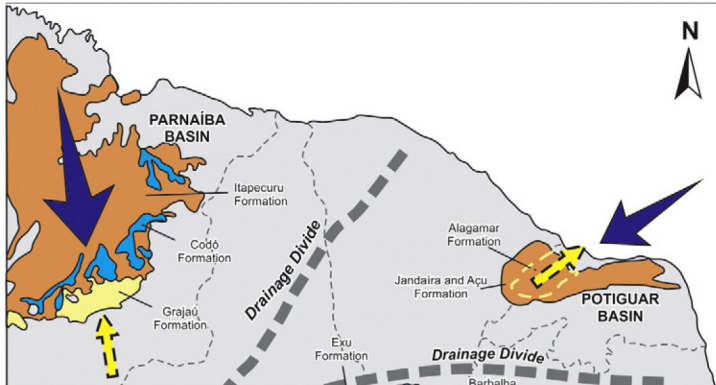 N
PARNAÍBA
BASIN
Itapecuru
Formation
Codó
Formation
Grajaú
Formation
Drainage Divide
Alagamar
Formation
Jandaíra and Açu
Formation
POTIGUAR
BASIN
Exu
Formation
Drainage Divide
Barbalha